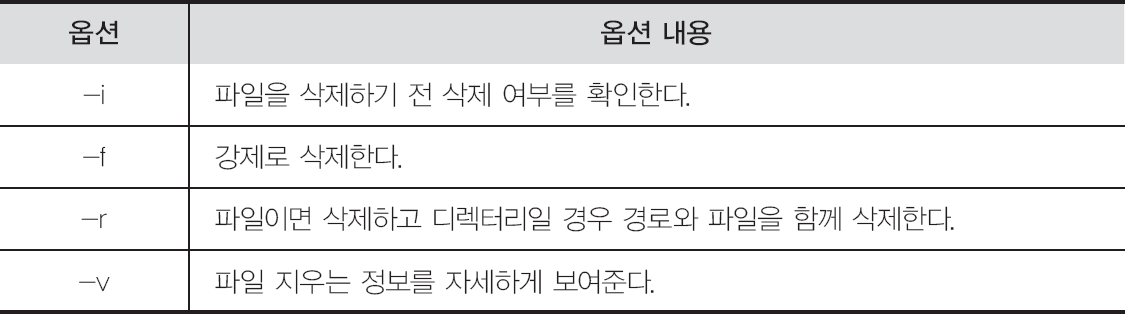 옵션 옵션 내용
–i 파일을 삭제하기 전 삭제 여부를 확인한다.
–f 강제로 삭제한다.
–r 파일이면 삭제하고 디렉터리일 경우 경로와 파일을 함께 삭제한다.
–v 파일 지우는 정보를 자세하게 보여준다.